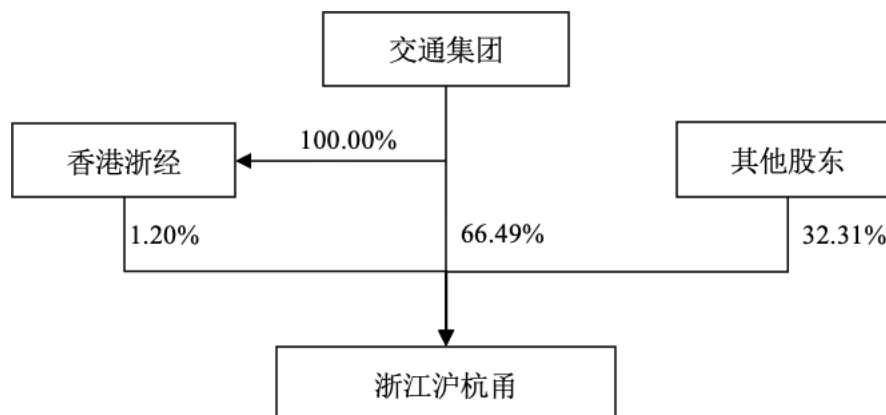 交通集团
100.00%
香港浙经
其他股东
1.20%
66.49%
32.31%
浙江沪杭甬